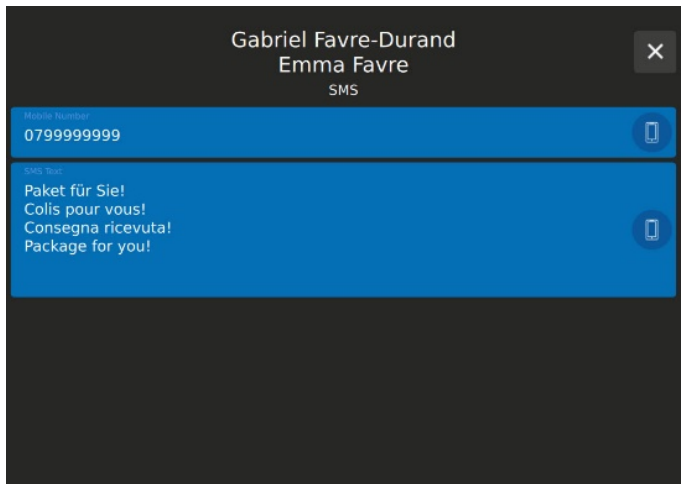 Gabriel Favre-Durand
Emma Favre
SMS
Mobile Number
0799999999
SMS Text
Paket für Sie!
Colis pour vous!
Consegna ricevuta!
Package for you!